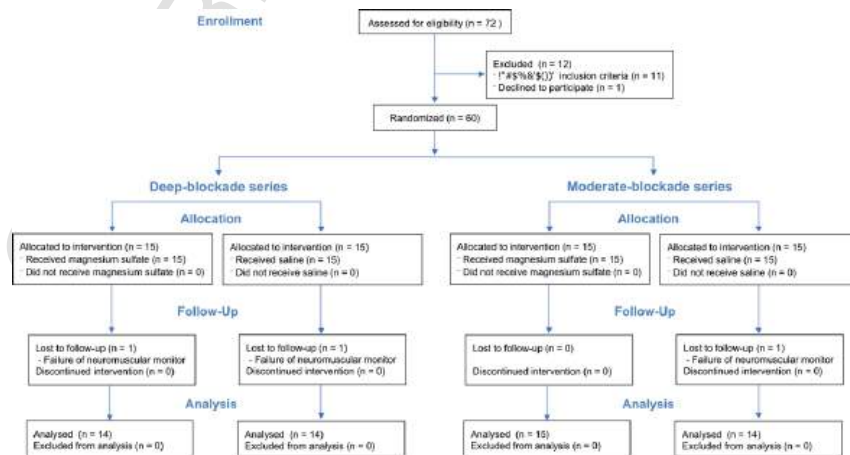 Enrollment
Assessed for eligibility (n = 72 )
Excluded (n = 12)
- !"#$%&'$())' inclusion criteria (n = 11)
- Declined to participate (n = 1)
Randomized (n = 60)
Deep-blockade series
Moderate-blockade series
Allocation
Allocation
Allocated to intervention (n = 15)
- Received magnesium sulfate (n = 15)
- Did not receive magnesium sulfate (n = 0)
Allocated to intervention (n = 15)
- Received saline (n = 15)
- Did not receive saline (n = 0)
Allocated to intervention (n = 15)
- Received magnesium sulfate (n = 15)
- Did not receive magnesium sulfate (n = 0)
Allocated to intervention (n = 15)
- Received saline (n = 15)
- Did not receive saline (n = 0)
Follow-Up
Follow-Up
Lost to follow-up (n = 1)
- Failure of neuromuscular monitor
Discontinued intervention (n = 0)
Lost to follow-up (n = 1)
- Failure of neuromuscular monitor
Discontinued intervention (n = 0)
Lost to follow-up (n = 0)
Discontinued intervention (n = 0)
Lost to follow-up (n = 1)
- Failure of neuromuscular monitor
Discontinued intervention (n = 0)
Analysis
Analysis
Analysed (n = 14)
Excluded from analysis (n = 0)
Analysed (n = 14)
Excluded from analysis (n = 0)
Analysed (n = 15)
Excluded from analysis (n = 0)
Analysed (n = 14)
Excluded from analysis (n = 0)